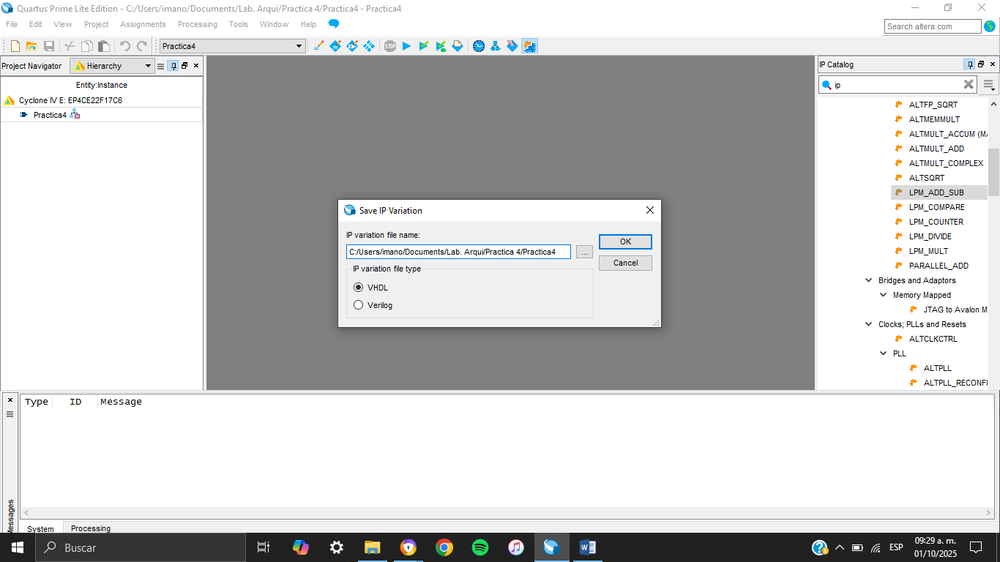 Quartus Prime Lite Edition - C:/Users/imano/Documents/Lab. Arqui/Practica 4/Practica4 - Practica4
File Edit View Project Assignments Processing Tools Window Help
Search altera.com
Practica4
STOP
Project Navigator
Hierarchy
IP Catalog
Entity:Instance
ip
Cyclone IV E: EP4CE22F17C6
Practica4
ALTFP_SQRT
ALTMEMMULT
ALTMULT_ACCUM (MA
ALTMULT_ADD
ALTMULT_COMPLEX
ALTSQRT
LPM_ADD_SUB
LPM_COMPARE
LPM_COUNTER
LPM_DIVIDE
LPM_MULT
PARALLEL_ADD
Bridges and Adaptors
Memory Mapped
JTAG to Avalon M
Clocks; PLLs and Resets
ALTCLKCTRL
PLL
ALTPLL
ALTPLL_RECONFI
Save IP Variation
IP variation file name:
C:/Users/imano/Documents/Lab. Arqui/Practica 4/Practica4
...
OK
Cancel
IP variation file type
VHDL
Verilog
Type ID Message
Messages
System Processing
Buscar
ESP
09:29 a. m.
01/10/2025